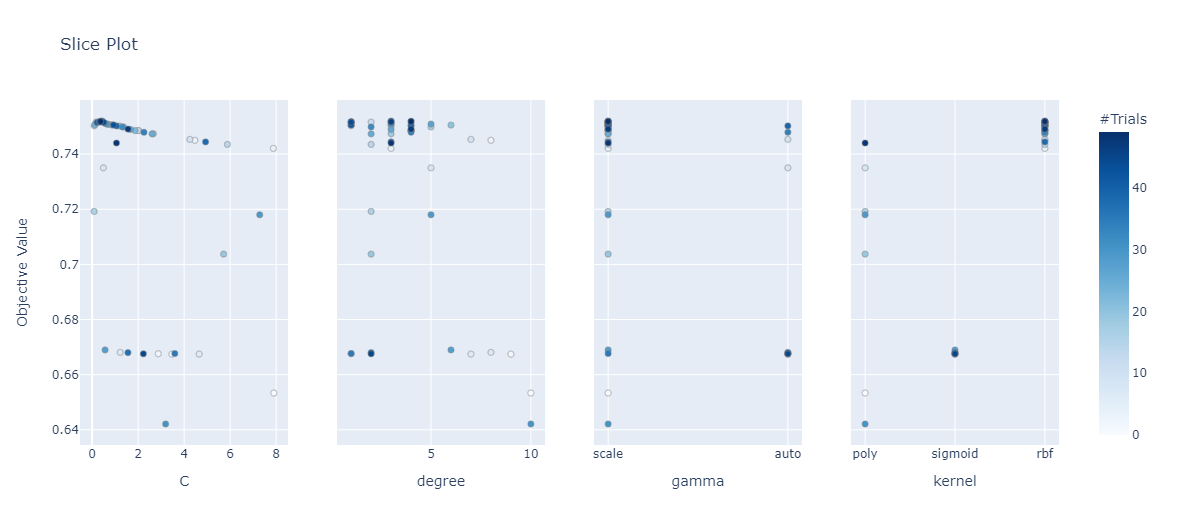 Slice Plot
#Trials
Objective Value
0.74
0.72
0.7
0.68
0.66
0.64
0 2 4 6 8
5 10
scale auto
poly sigmoid rbf
C
degree
gamma
kernel
40
30
20
10
0